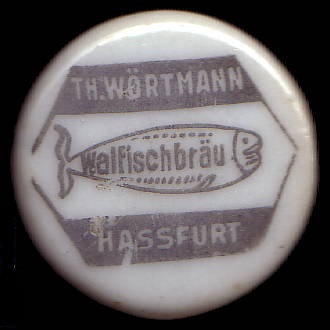 TH. WÖRTMANN
Walfischbräu
HASSFURT